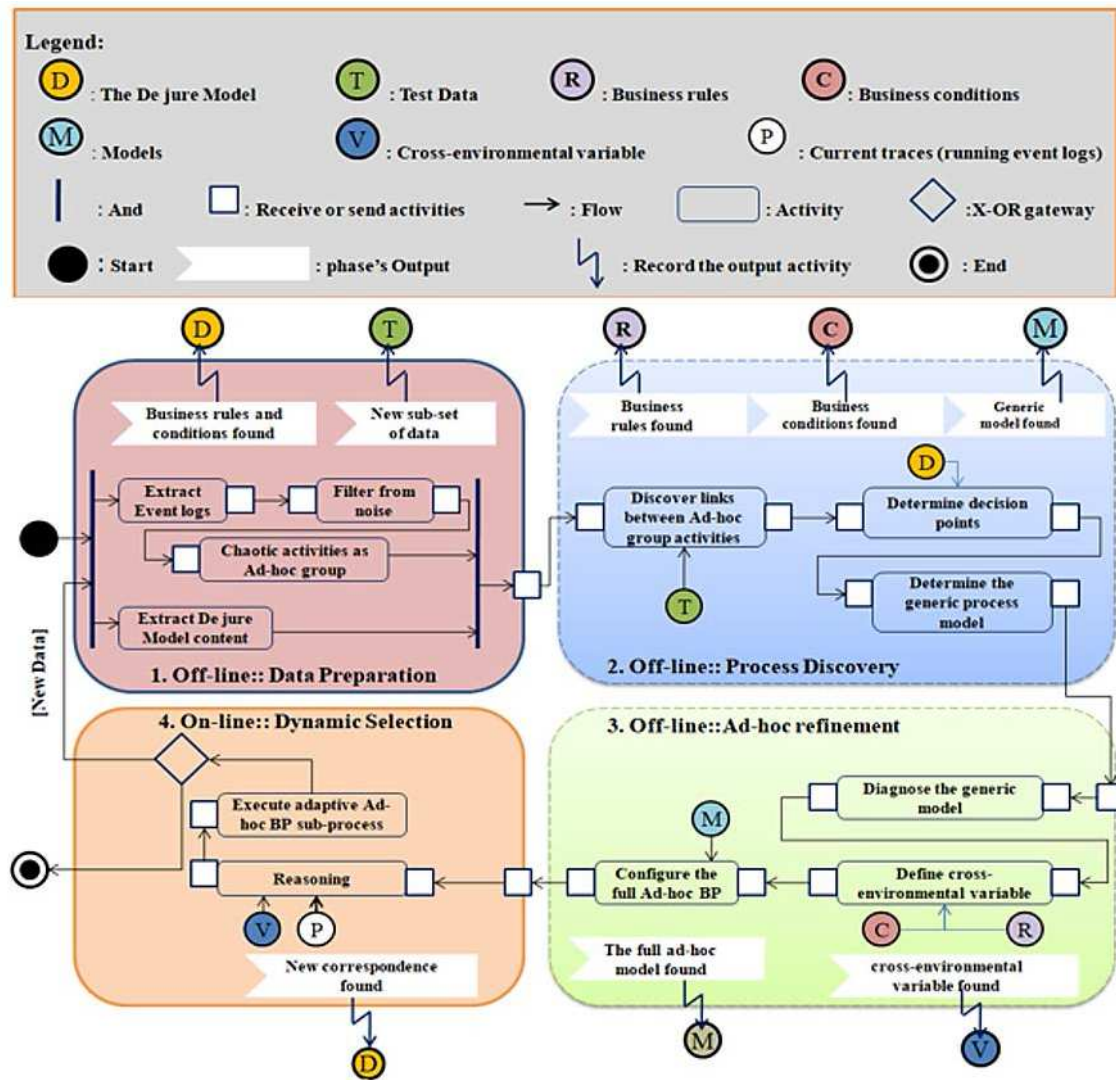 Legend:
D : The De jure Model
T : Test Data
R : Business rules
C : Business conditions
M : Models
V : Cross-environmental variable
P : Current traces (running event logs)
: And
: Receive or send activities
: Flow
: Activity
:X-OR gateway
: Start
: phase's Output
: Record the output activity
: End
D
T
R
C
M
Business rules and
conditions found
New sub-set
of data
Extract
Event logs
Filter from
noise
Chaotic activities as
Ad-hoc group
Extract De jure
Model content
1. Off-line:: Data Preparation
[New Data]
Business
rules found
Business
conditions found
Generic
model found
D
Discover links
between Ad-hoc
group activities
Determine decision
points
T
Determine the
generic process
model
2. Off-line:: Process Discovery
3. Off-line::Ad-hoc refinement
Diagnose the generic
model
M
Configure the
full Ad-hoc BP
Define cross-
environmental variable
C
R
The full ad-hoc
model found
cross-environmental
variable found
M
V
4. On-line:: Dynamic Selection
Execute adaptive Ad-
hoc BP sub-process
Reasoning
V
P
New correspondence
found
D